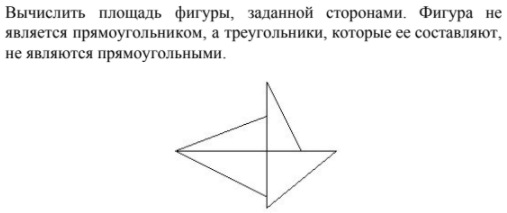 Вычислить площадь фигуры, заданной сторонами. Фигура не
является прямоугольником, а треугольники, которые ее составляют,
не являются прямоугольными.